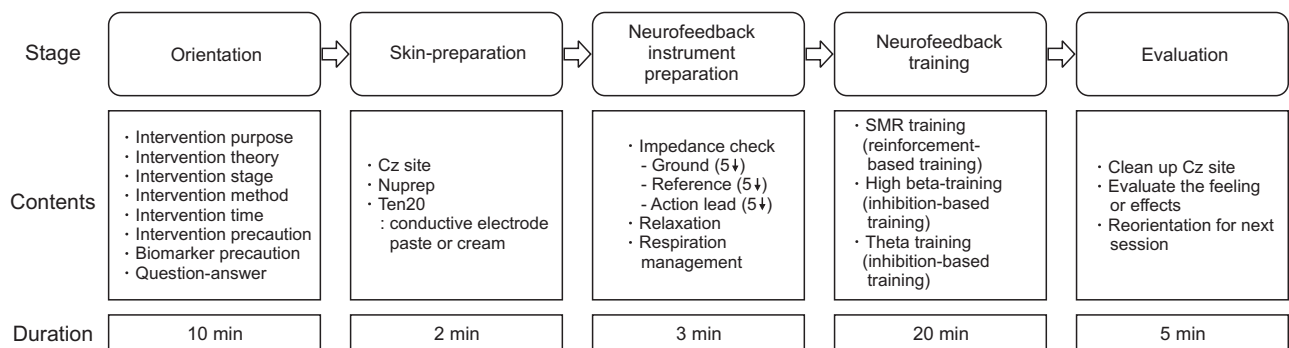 Stage
Orientation
Skin-preparation
Neurofeedback
instrument
preparation
Neurofeedback
training
Evaluation
Contents
· Intervention purpose
· Intervention theory
· Intervention stage
· Intervention method
· Intervention time
· Intervention precaution
· Biomarker precaution
· Question-answer
· Cz site
· Nuprep
· Ten20
: conductive electrode
paste or cream
· Impedance check
- Ground (5↓)
- Reference (5↓)
- Action lead (5↓)
· Relaxation
· Respiration
management
· SMR training
(reinforcement-
based training)
· High beta-training
(inhibition-based
training)
· Theta training
(inhibition-based
training)
· Clean up Cz site
· Evaluate the feeling
or effects
· Reorientation for next
session
Duration
10 min
2 min
3 min
20 min
5 min